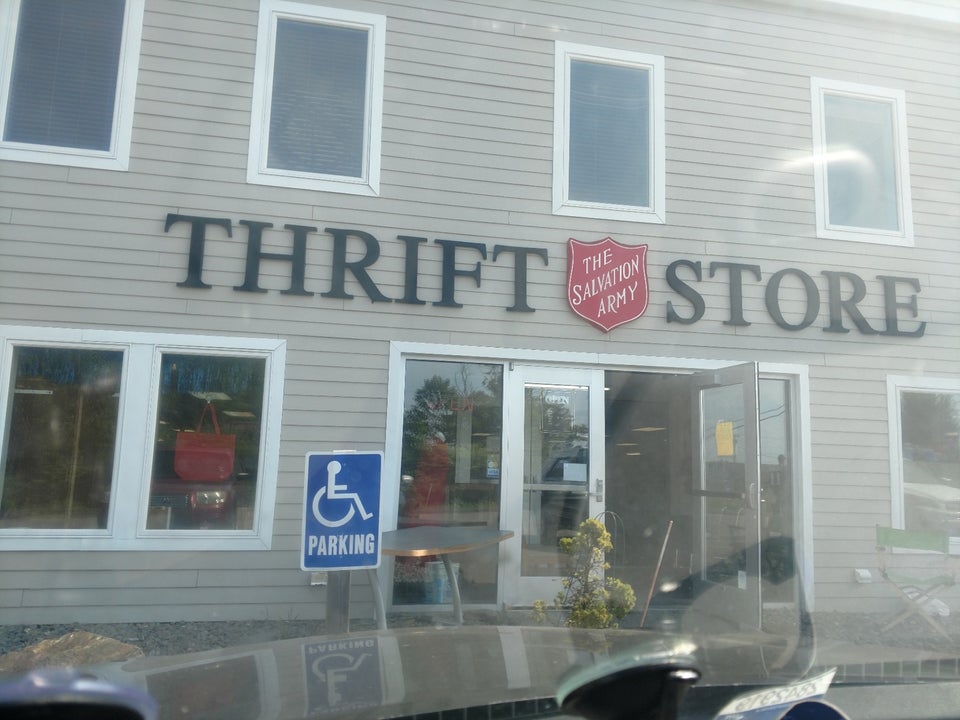 THRIFT THE SALVATION ARMY STORE
OPEN
PARKING